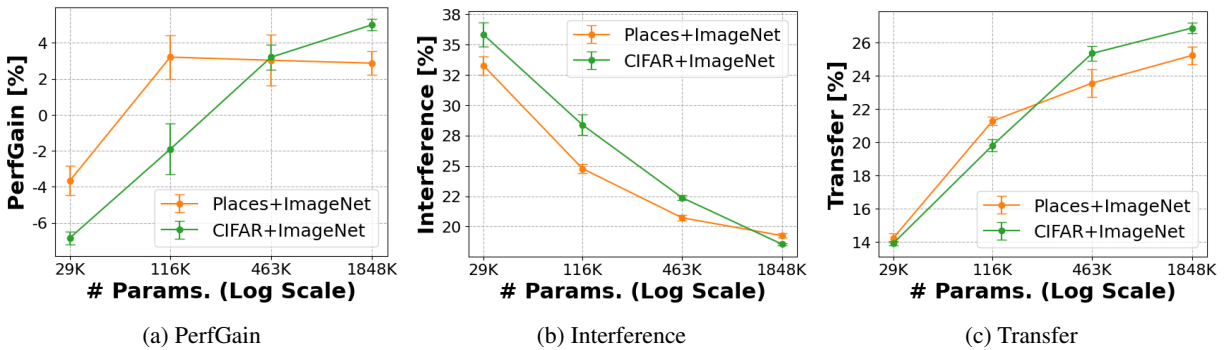 PerfGain [%]
4
2
0
-2
-4
-6
Places+ImageNet
CIFAR+ImageNet
29K 116K 463K 1848K
# Params. (Log Scale)
(a) PerfGain
Interference [%]
38
35
32
30
28
25
22
20
Places+ImageNet
CIFAR+ImageNet
29K 116K 463K 1848K
# Params. (Log Scale)
(b) Interference
Transfer [%]
26
24
22
20
18
16
14
Places+ImageNet
CIFAR+ImageNet
29K 116K 463K 1848K
# Params. (Log Scale)
(c) Transfer